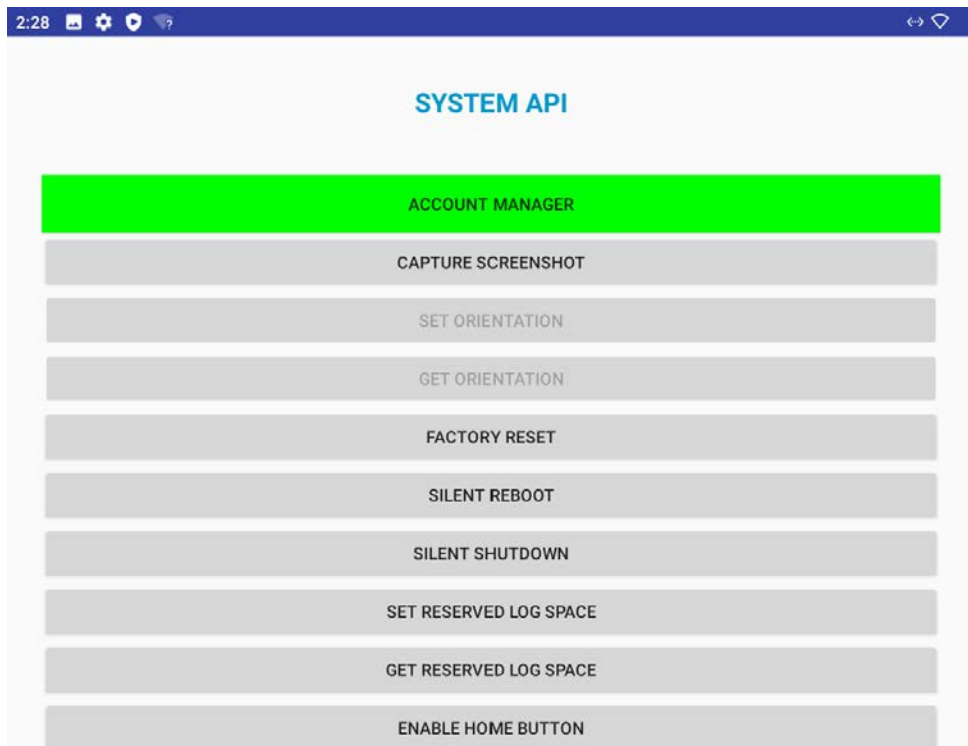 2:28
SYSTEM API
ACCOUNT MANAGER
CAPTURE SCREENSHOT
SET ORIENTATION
GET ORIENTATION
FACTORY RESET
SILENT REBOOT
SILENT SHUTDOWN
SET RESERVED LOG SPACE
GET RESERVED LOG SPACE
ENABLE HOME BUTTON